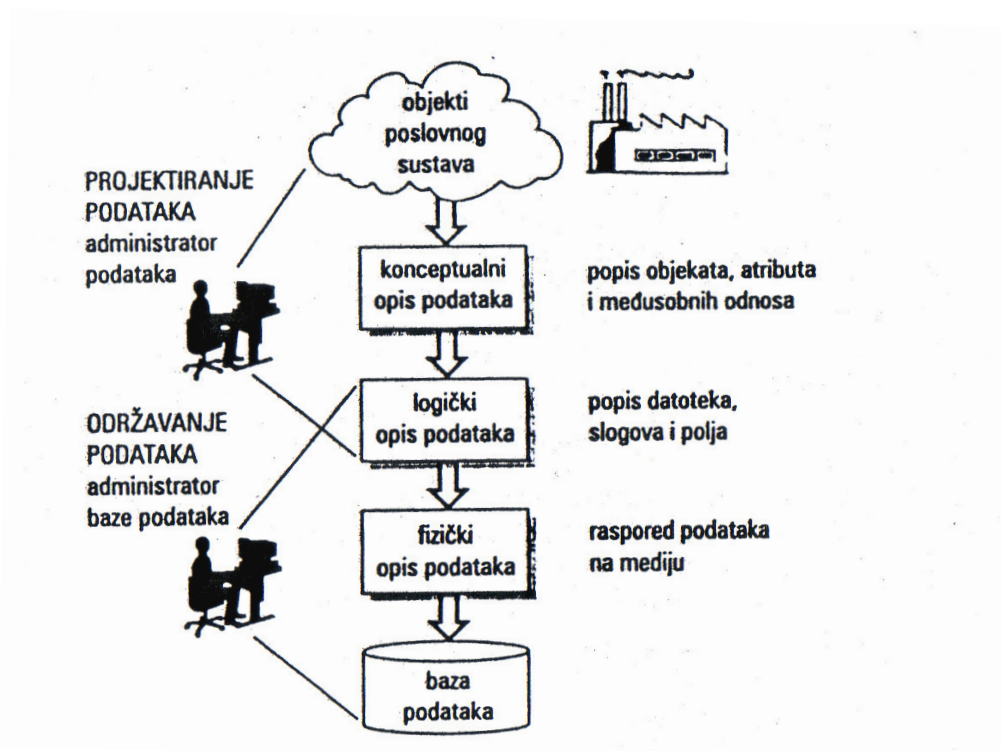 objekti
poslovnog
sustava
PROJEKTIRANJE
PODATAKA
administrator
podataka
konceptualni
opis podataka
popis objekata, atributa
i međusobnih odnosa
logički
opis podataka
popis datoteka,
slogova i polja
ODRŽAVANJE
PODATAKA
administrator
baze podataka
fizički
opis podataka
raspored podataka
na mediju
baza
podataka